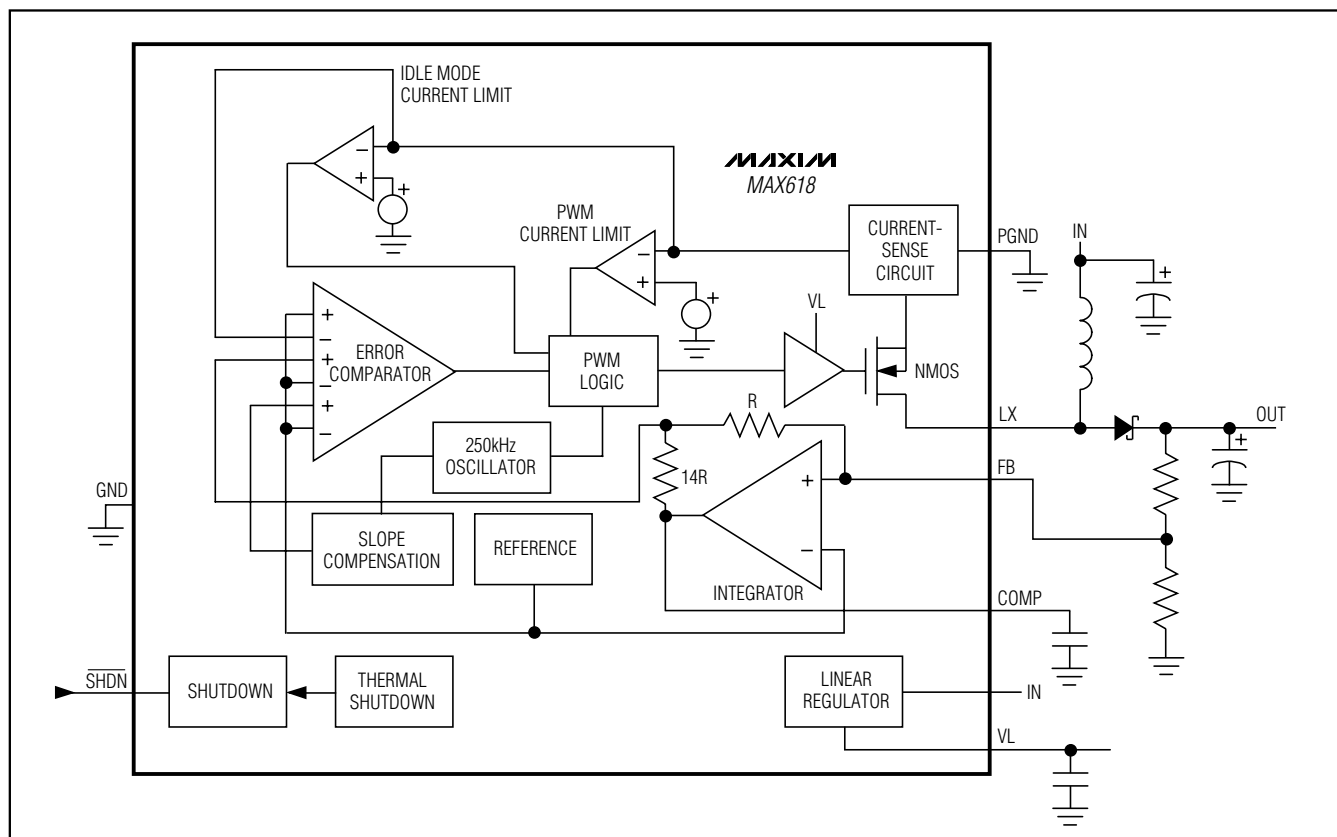 IDLE MODE
CURRENT LIMIT
−
+
+
MAXIM
MAX618
PWM
CURRENT LIMIT
−
+
+
CURRENT-
SENSE
CIRCUIT
PGND
IN
+
VL
+
−
+
−
+
−
ERROR
COMPARATOR
PWM
LOGIC
NMOS
R
LX
OUT
+
250kHz
OSCILLATOR
14R
+
−
FB
GND
SLOPE
COMPENSATION
REFERENCE
INTEGRATOR
COMP
SHDN
SHUTDOWN
THERMAL
SHUTDOWN
LINEAR
REGULATOR
IN
VL